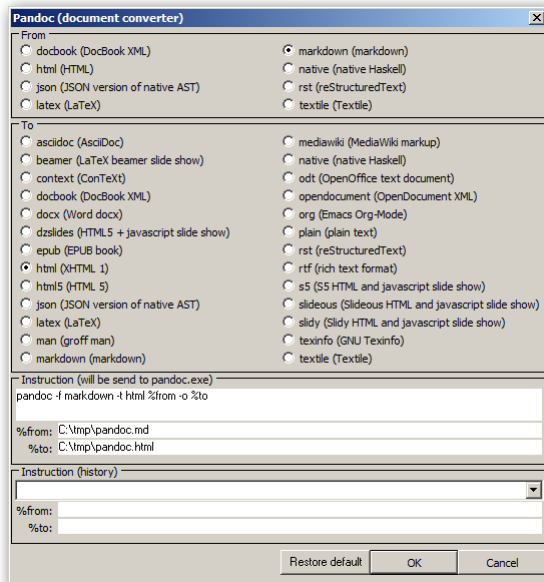 Pandoc (document converter)
From
docbook (DocBook XML)
markdown (markdown)
html (HTML)
native (native Haskell)
json (JSON version of native AST)
rst (reStructuredText)
latex (LaTeX)
textile (Textile)
To
asciidoc (AsciiDoc)
mediawiki (MediaWiki markup)
beamer (LaTeX beamer slide show)
native (native Haskell)
context (ConTeXt)
odt (OpenOffice text document)
docbook (DocBook XML)
opendocument (OpenDocument XML)
docx (Word docx)
org (Emacs Org-Mode)
dzslides (HTML5 + javascript slide show)
plain (plain text)
epub (EPUB book)
rst (reStructuredText)
html (XHTML 1)
rtf (rich text format)
html5 (HTML 5)
s5 (S5 HTML and javascript slide show)
json (JSON version of native AST)
slideous (Slideous HTML and javascript slide show)
latex (LaTeX)
slidy (Slidy HTML and javascript slide show)
man (groff man)
texinfo (GNU Texinfo)
markdown (markdown)
textile (Textile)
Instruction (will be send to pandoc.exe)
pandoc -f markdown -t html %from -o %to
%from: C:\tmp\pandoc.md
%to: C:\tmp\pandoc.html
Instruction (history)
%from:
%to:
Restore default OK Cancel